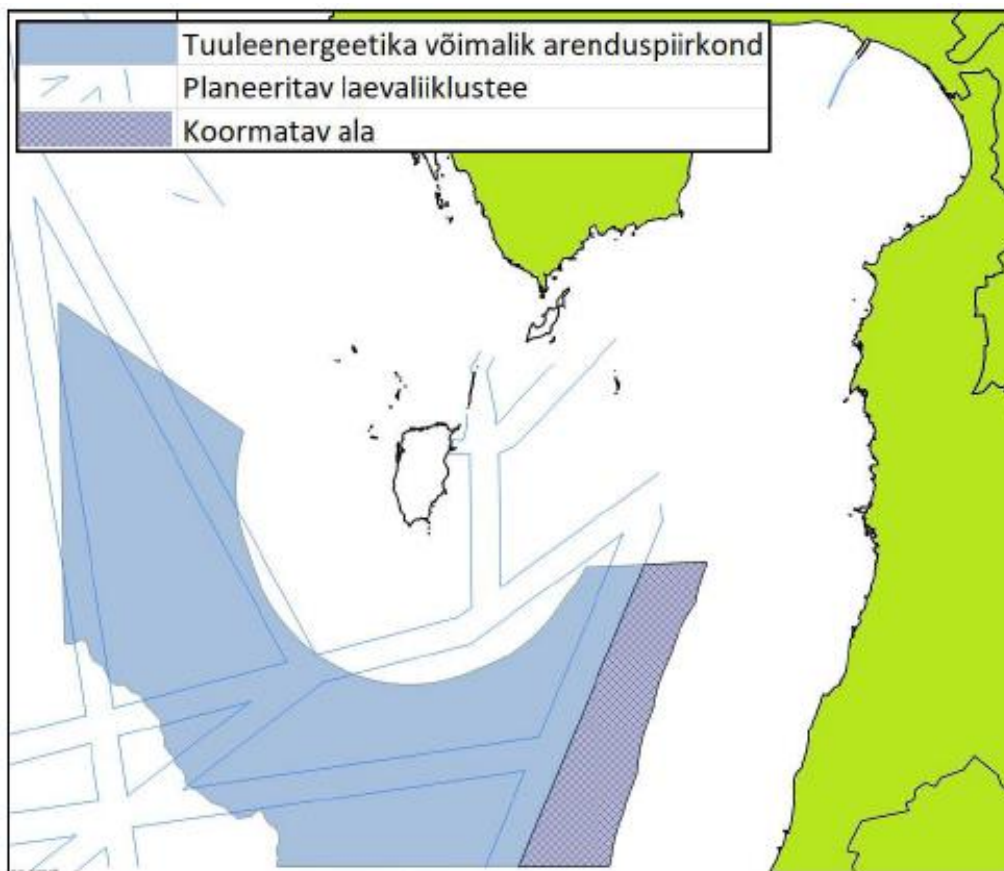 Tuuleenergeetika võimalik arenduspiirkond
Planeeritav laevaliiklustee
Koormatav ala